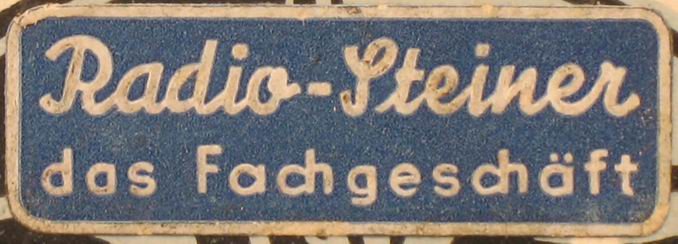 Radio-Steiner
das Fachgeschäft